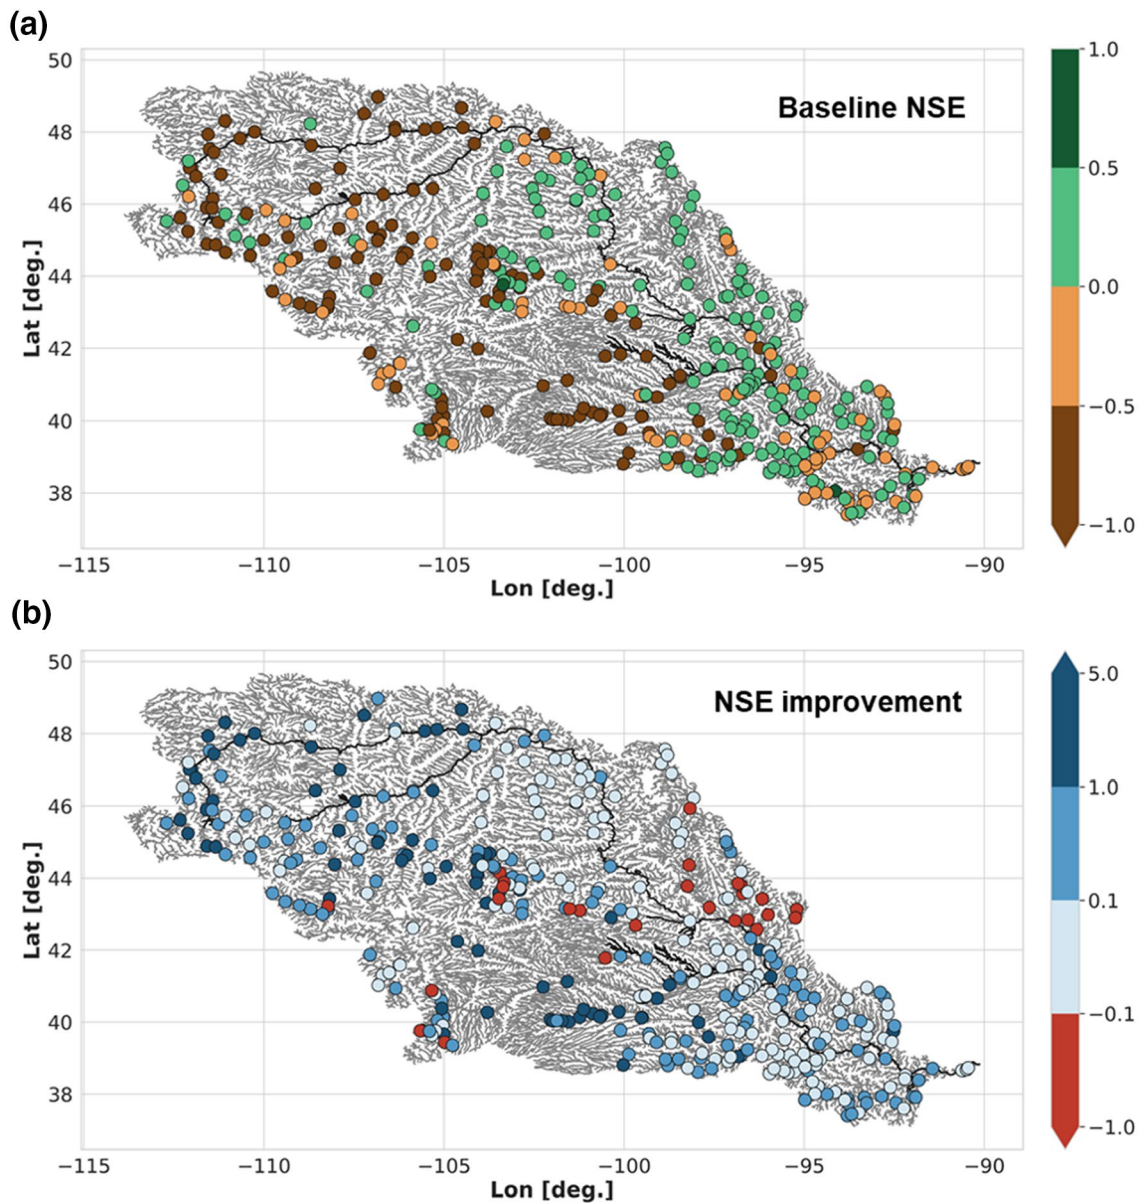 (a)
Baseline NSE
50
48
46
44
42
40
38
Lat [deg.]
−115 −110 −105 −100 −95 −90
Lon [deg.]
1.0
0.5
0.0
−0.5
−1.0
(b)
NSE improvement
50
48
46
44
42
40
38
Lat [deg.]
−115 −110 −105 −100 −95 −90
Lon [deg.]
5.0
1.0
0.1
−0.1
−1.0